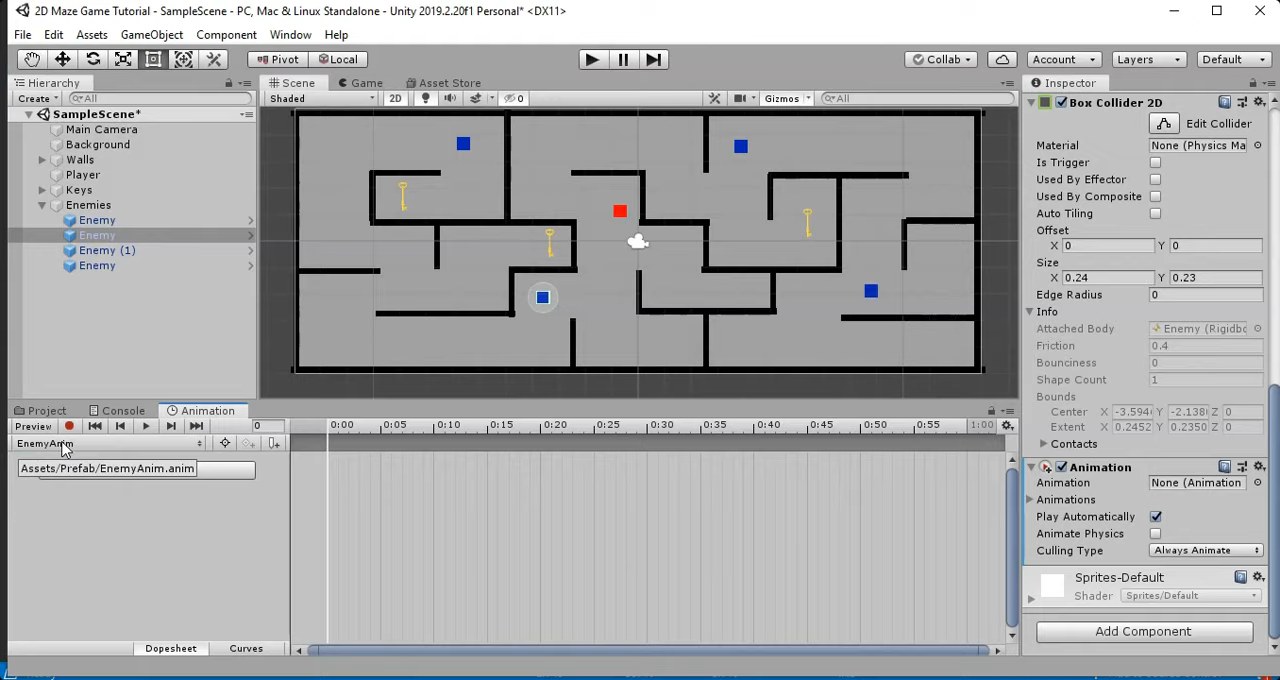 2D Maze Game Tutorial - SampleScene - PC, Mac & Linux Standalone - Unity 2019.2.20f1 Personal* <DX11>
File Edit Assets GameObject Component Window Help
Pivot Local Collab Account Layers Default
Hierarchy Scene Game Asset Store Inspector
Create All Shaded 2D 0 Gizmos All
SampleScene*
Main Camera
Background
Walls
Player
Keys
Enemies
Enemy
Enemy
Enemy (1)
Enemy
Box Collider 2D
Edit Collider
Material None (Physics Ma
Is Trigger
Used By Effector
Used By Composite
Auto Tiling
Offset
X 0 Y 0
Size
X 0.24 Y 0.23
Edge Radius 0
Info
Attached Body Enemy (Rigidbo
Friction 0.4
Bounciness 0
Shape Count 1
Bounds
Center X -3.594 Y -2.138 Z 0
Extent X 0.2452 Y 0.2350 Z 0
Contacts
Animation
Animation None (Animation
Animations
Play Automatically
Animate Physics
Culling Type Always Animate
Sprites-Default
Shader Sprites/Default
Add Component
Project Console Animation
Preview 0 0:00 0:05 0:10 0:15 0:20 0:25 0:30 0:35 0:40 0:45 0:50 0:55 1:00
EnemyAnim
Assets/Prefab/EnemyAnim.anim
Dopesheet Curves